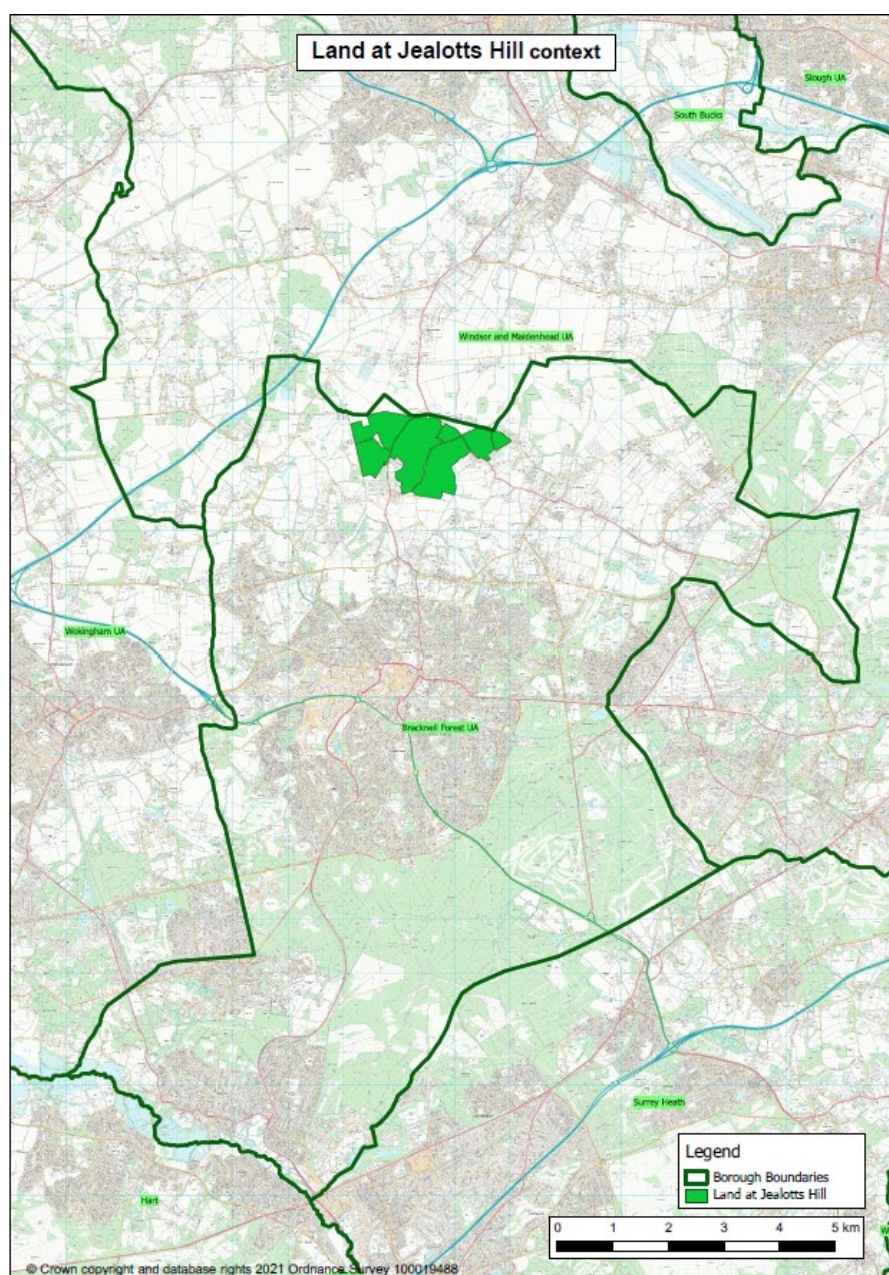 Land at Jealotts Hill context
Slough UA
South Bucks
Windsor and Maidenhead UA
Wokingham UA
Bracknell Forest UA
Surrey Heath
Hart
Legend
Borough Boundaries
Land at Jealotts Hill
0 1 2 3 4 5 km
© Crown copyright and database rights 2021 Ordnance Survey 100019488